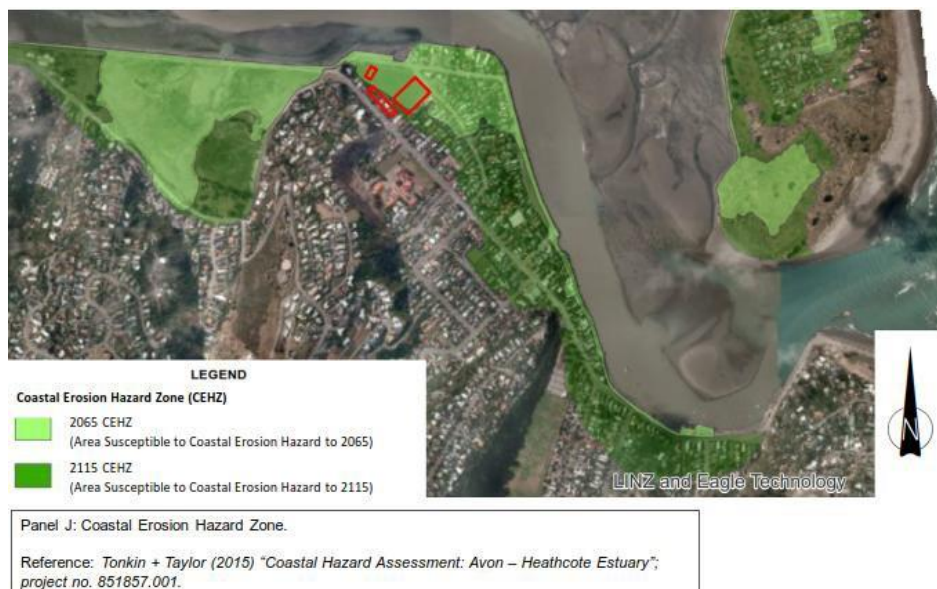 LINZ and Eagle Technology
N
LEGEND
Coastal Erosion Hazard Zone (CEHZ)
2065 CEHZ
(Area Susceptible to Coastal Erosion Hazard to 2065)
2115 CEHZ
(Area Susceptible to Coastal Erosion Hazard to 2115)
Panel J: Coastal Erosion Hazard Zone.
Reference: Tonkin + Taylor (2015) “Coastal Hazard Assessment: Avon – Heathcote Estuary”;
project no. 851857.001.